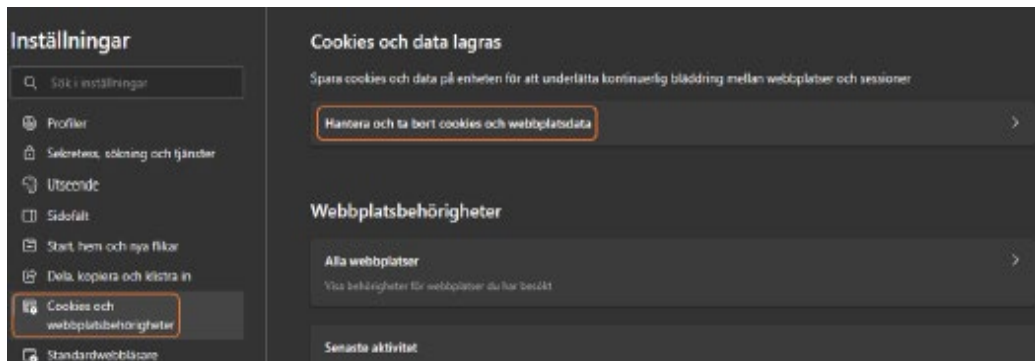 Inställningar
Sök i inställningar
Profiler
Sekretess, sökning och tjänster
Utseende
Sidofält
Start, hem och nya flikar
Dela, kopiera och klistra in
Cookies och
webbplatsbehörigheter
Standardwebbläsare
Cookies och data lagras
Spara cookies och data på enheten för att underlätta kontinuerlig bläddring mellan webbplatser och sessioner
Hantera och ta bort cookies och webbplatsdata
Webbplatsbehörigheter
Alla webbplatser
Visa behörigheter för webbplatser du har besökt
Senaste aktivitet